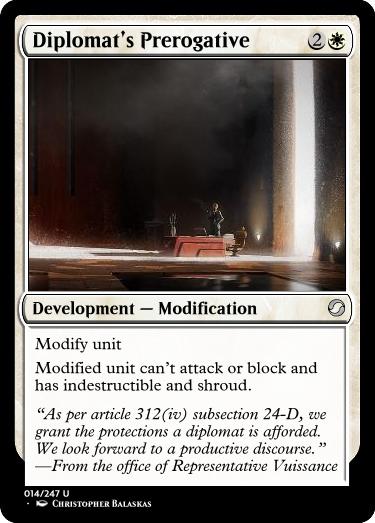 Diplomat's Prerogative 2
Development — Modification
Modify unit
Modified unit can't attack or block and
has indestructible and shroud.
“As per article 312(iv) subsection 24-D, we
grant the protections a diplomat is afforded.
We look forward to a productive discourse.”
—From the office of Representative Vuissance
014/247 U
· Christopher Balaskas